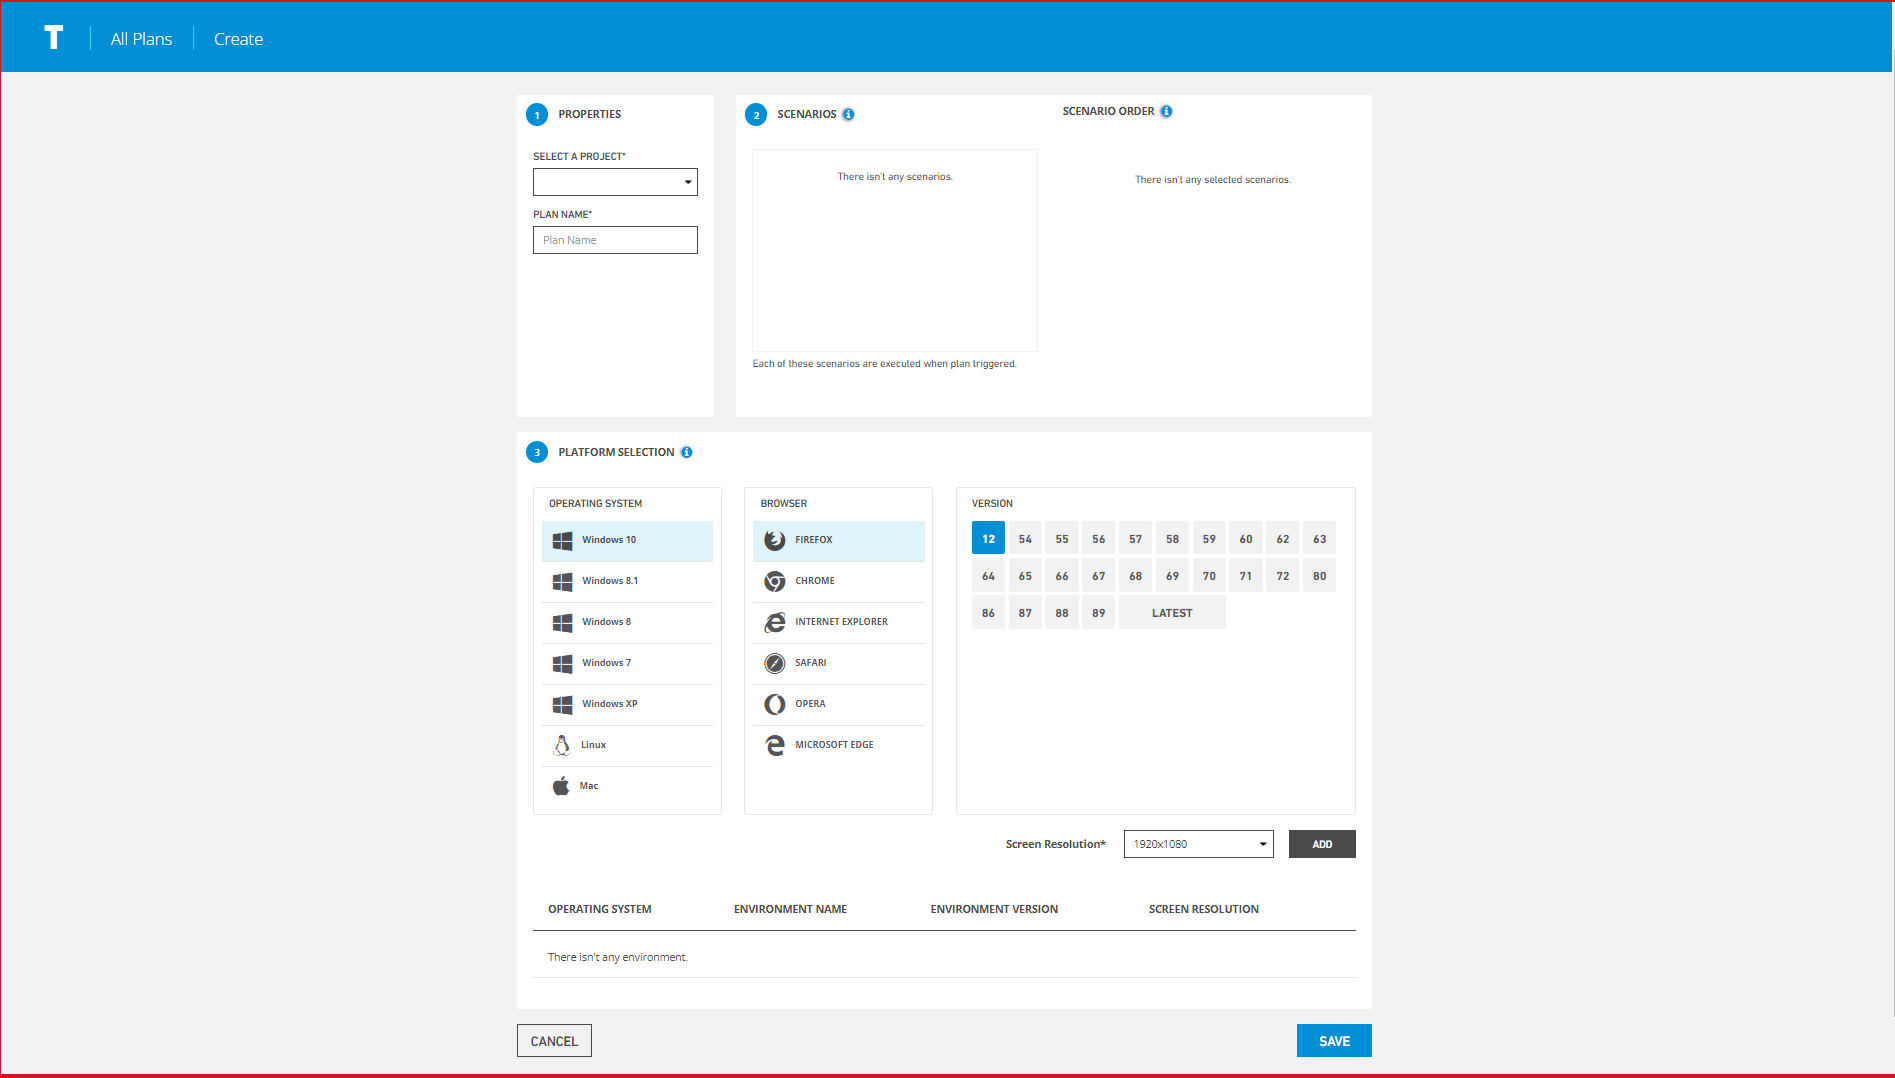 T
All Plans
Create
1 PROPERTIES
SELECT A PROJECT*
PLAN NAME*
Plan Name
2 SCENARIOS
There isn't any scenarios.
Each of these scenarios are executed when plan triggered.
SCENARIO ORDER
There isn't any selected scenarios.
3 PLATFORM SELECTION
OPERATING SYSTEM
Windows 10
Windows 8.1
Windows 8
Windows 7
Windows XP
Linux
Mac
BROWSER
FIREFOX
CHROME
INTERNET EXPLORER
SAFARI
OPERA
MICROSOFT EDGE
VERSION
12 54 55 56 57 58 59 60 62 63
64 65 66 67 68 69 70 71 72 80
86 87 88 89 LATEST
Screen Resolution* 1920x1080 ADD
OPERATING SYSTEM ENVIRONMENT NAME ENVIRONMENT VERSION SCREEN RESOLUTION
There isn't any environment.
CANCEL SAVE